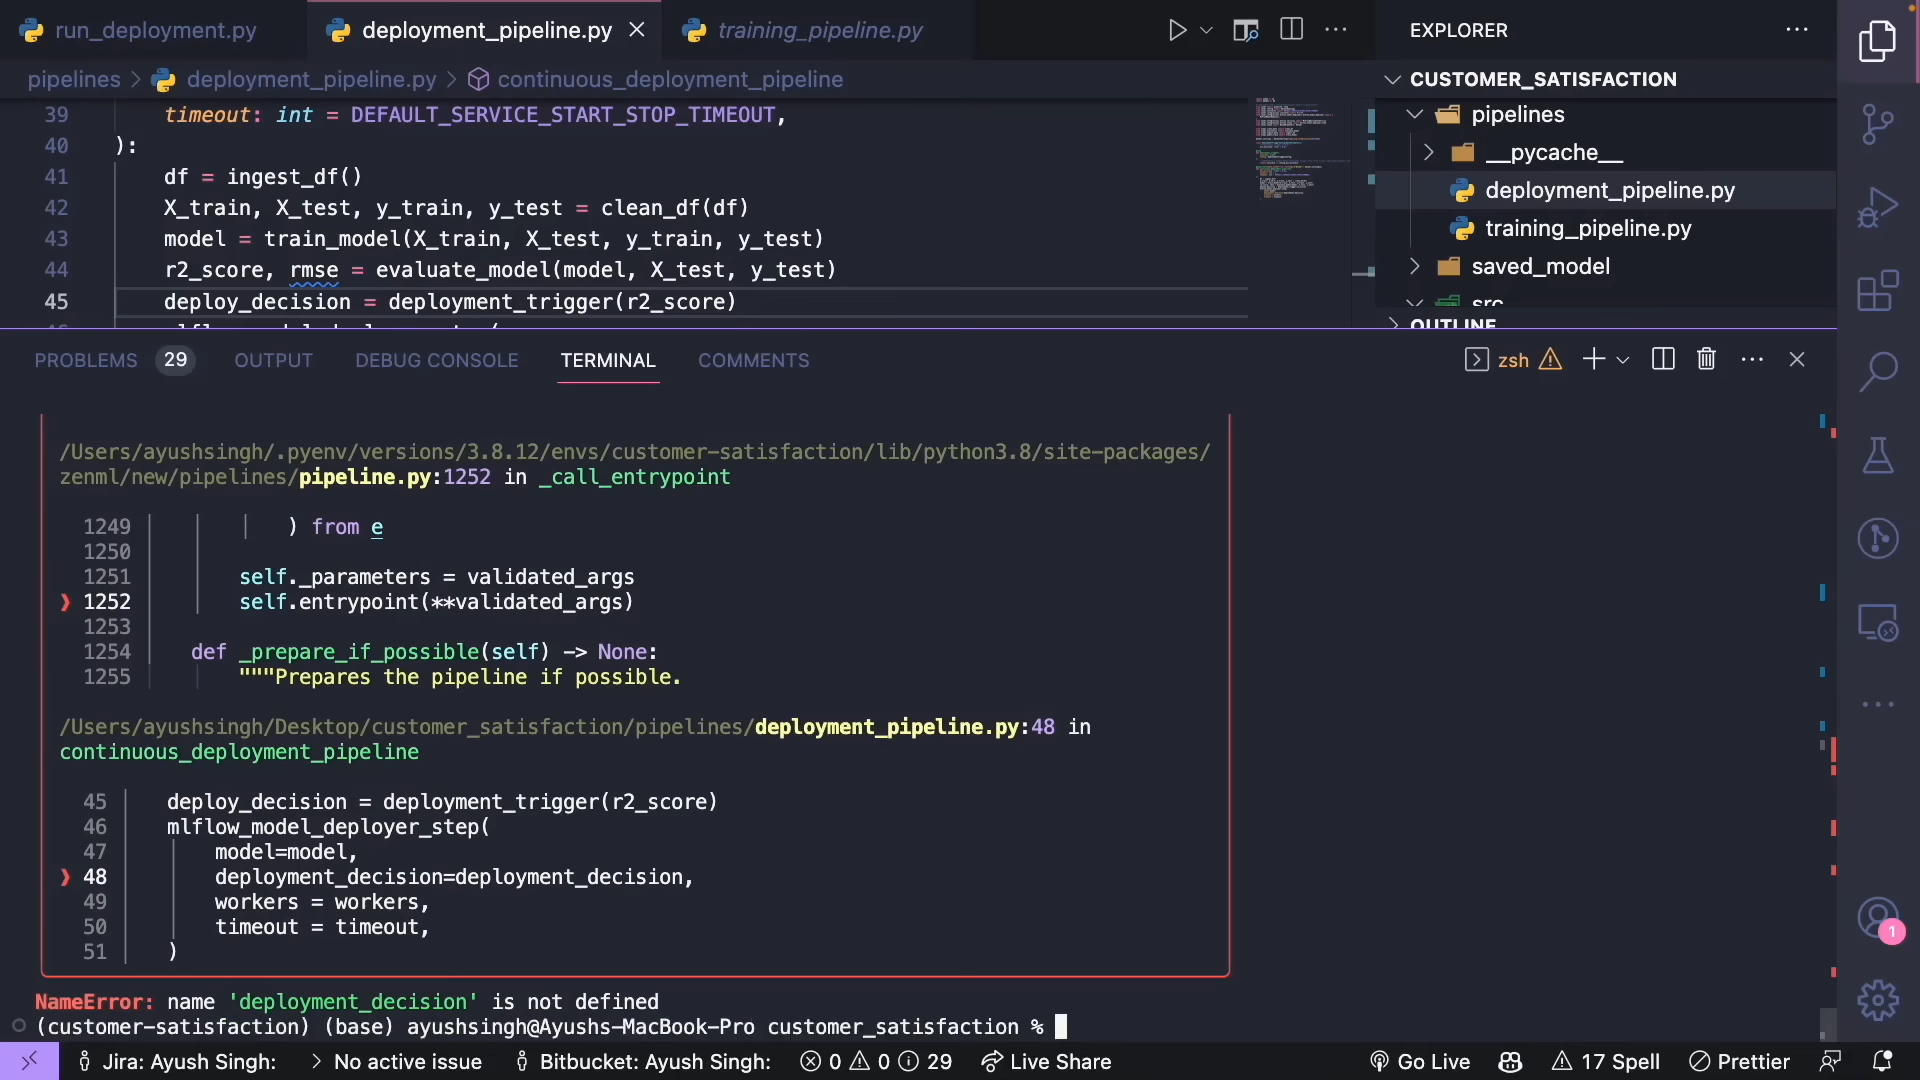 run_deployment.py
deployment_pipeline.py
training_pipeline.py
EXPLORER
pipelines > deployment_pipeline.py > continuous_deployment_pipeline
39 timeout: int = DEFAULT_SERVICE_START_STOP_TIMEOUT,
40 ):
41 df = ingest_df()
42 X_train, X_test, y_train, y_test = clean_df(df)
43 model = train_model(X_train, X_test, y_train, y_test)
44 r2_score, rmse = evaluate_model(model, X_test, y_test)
45 deploy_decision = deployment_trigger(r2_score)
CUSTOMER_SATISFACTION
pipelines
__pycache__
deployment_pipeline.py
training_pipeline.py
saved_model
src
OUTLINE
PROBLEMS 29 OUTPUT DEBUG CONSOLE TERMINAL COMMENTS
zsh
/Users/ayushsingh/.pyenv/versions/3.8.12/envs/customer-satisfaction/lib/python3.8/site-packages/
zenml/new/pipelines/pipeline.py:1252 in _call_entrypoint
1249 ) from e
1250
1251 self._parameters = validated_args
❱ 1252 self.entrypoint(**validated_args)
1253
1254 def _prepare_if_possible(self) -> None:
1255 """Prepares the pipeline if possible.
/Users/ayushsingh/Desktop/customer_satisfaction/pipelines/deployment_pipeline.py:48 in
continuous_deployment_pipeline
45 deploy_decision = deployment_trigger(r2_score)
46 mlflow_model_deployer_step(
47 model=model,
❱ 48 deployment_decision=deployment_decision,
49 workers = workers,
50 timeout = timeout,
51 )
NameError: name 'deployment_decision' is not defined
(customer-satisfaction) (base) ayushsingh@Ayushs-MacBook-Pro customer_satisfaction %
1
Jira: Ayush Singh: > No active issue Bitbucket: Ayush Singh: 0 0 29 Live Share Go Live 17 Spell Prettier